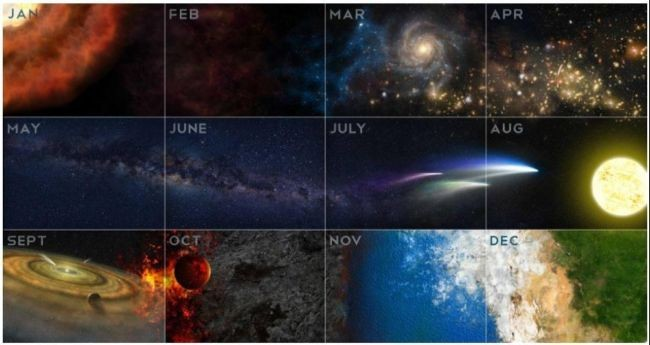 JAN FEB MAR APR
MAY JUNE JULY AUG
SEPT OCT NOV DEC